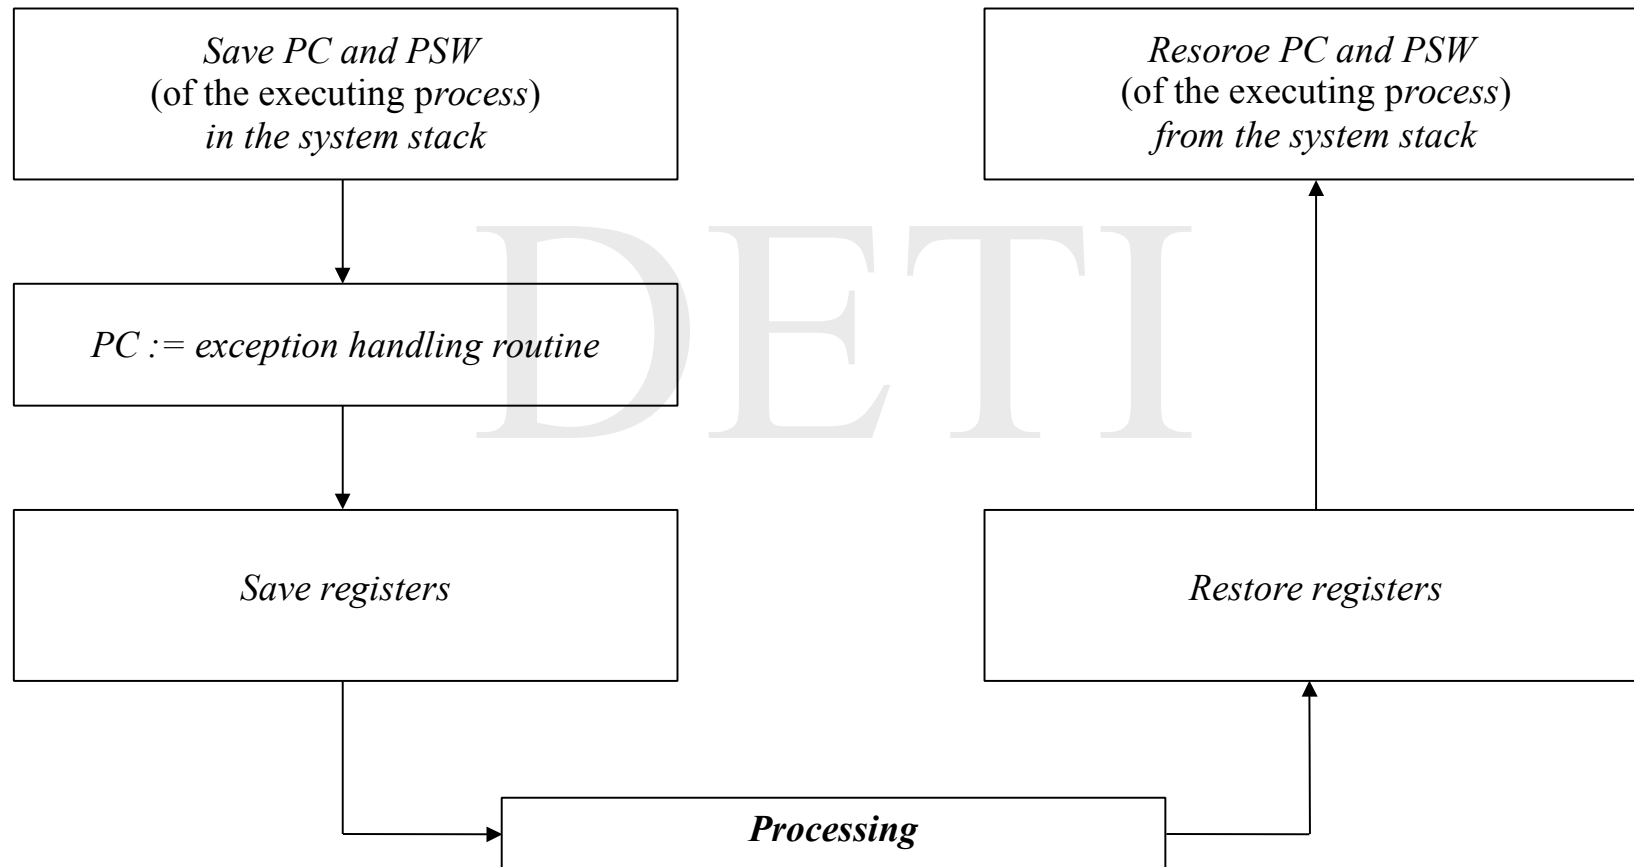 Save PC and PSW
(of the executing process)
in the system stack
PC := exception handling routine
Save registers
Processing
Restore registers
Resoroe PC and PSW
(of the executing process)
from the system stack
DETI